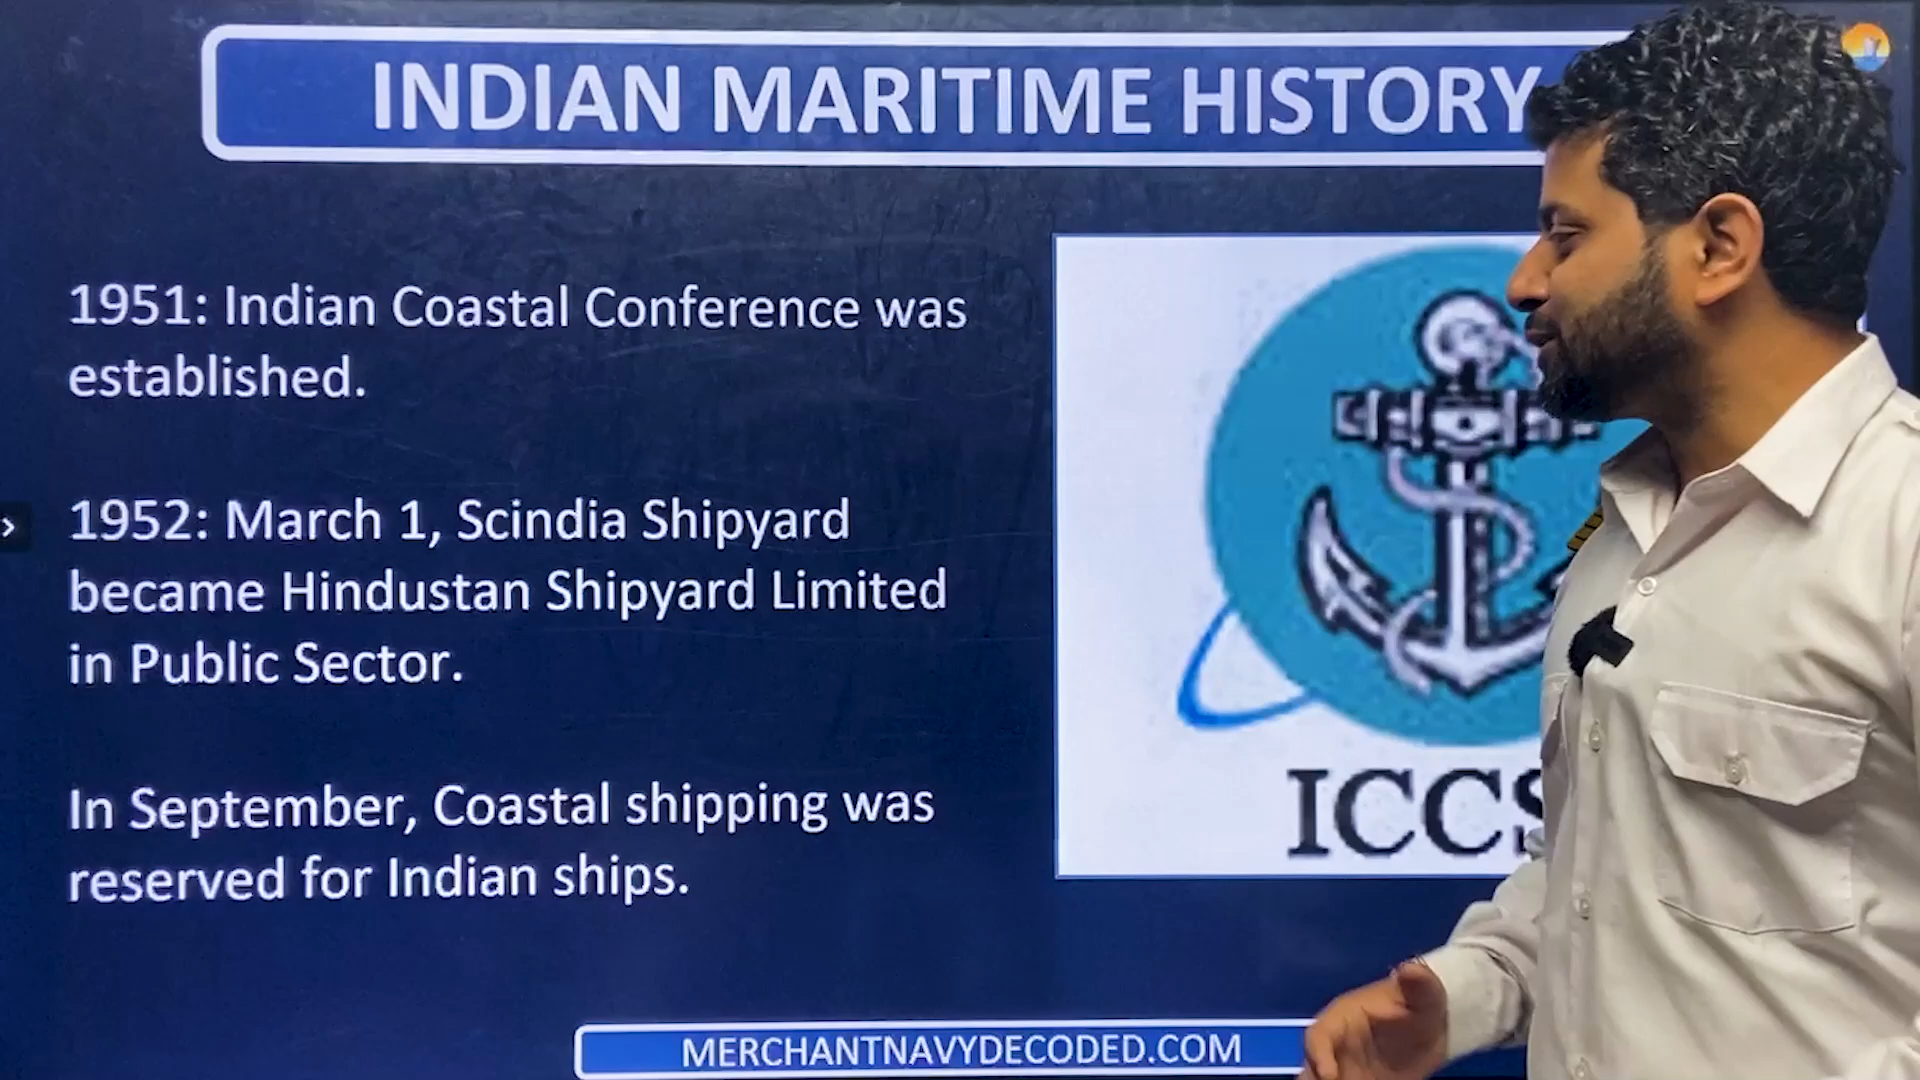 INDIAN MARITIME HISTORY
1951: Indian Coastal Conference was
established.
1952: March 1, Scindia Shipyard
became Hindustan Shipyard Limited
in Public Sector.
In September, Coastal shipping was
reserved for Indian ships.
ICCS
MERCHANTNAVYDECODED.COM